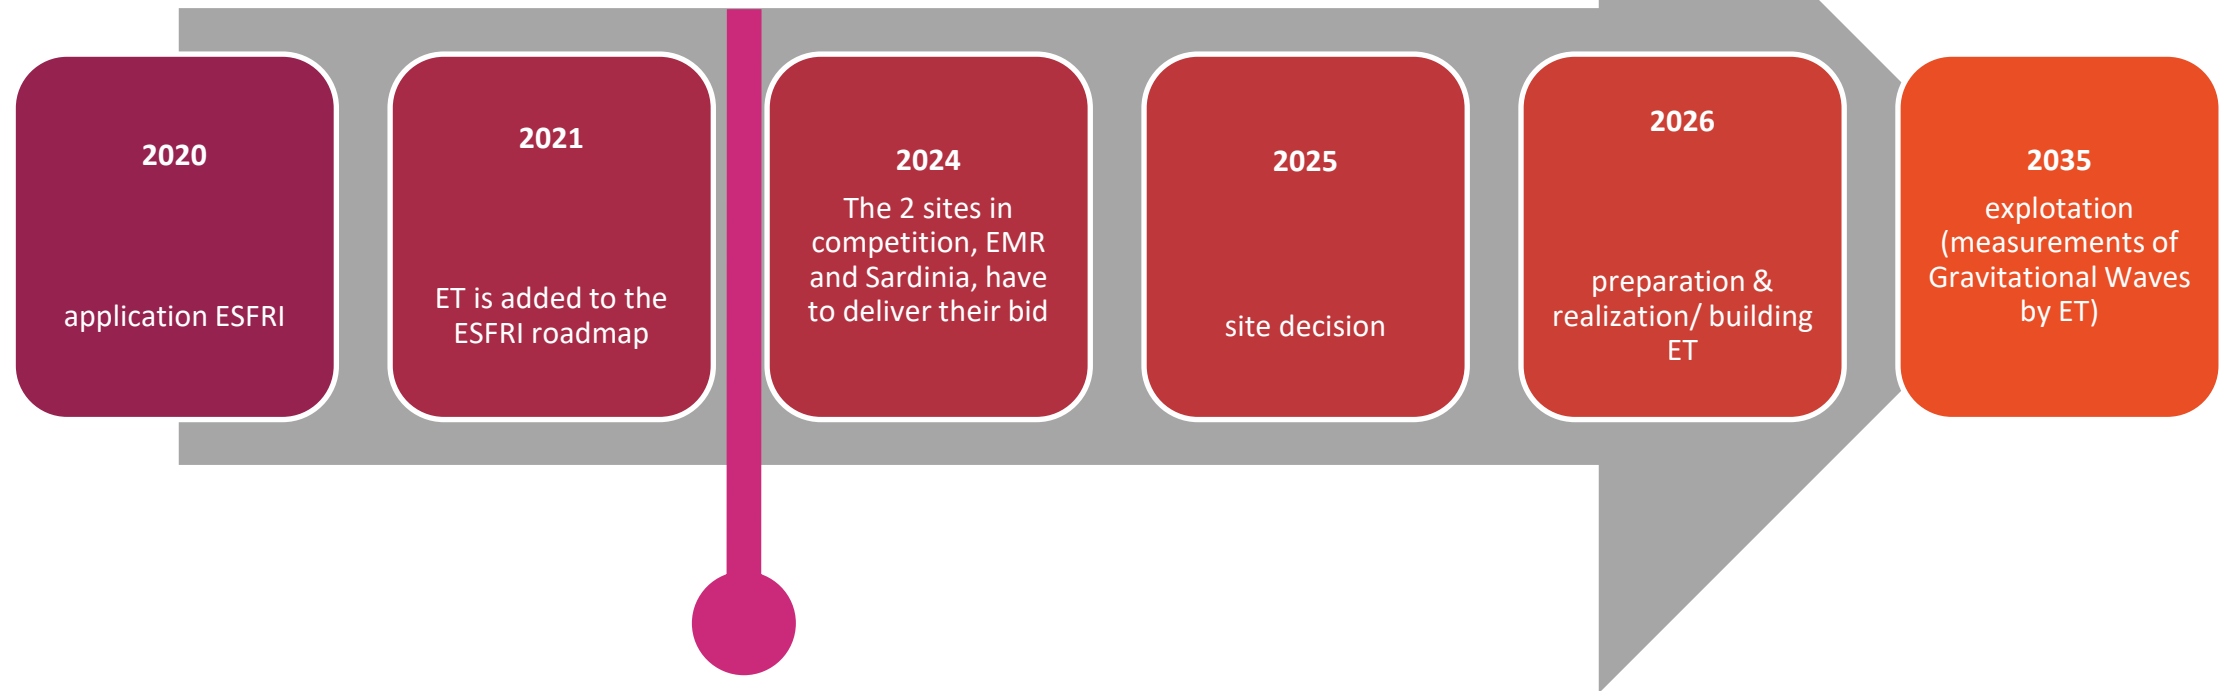 2020
application ESFRI
2021
ET is added to the
ESFRI roadmap
2024
The 2 sites in
competition, EMR
and Sardinia, have
to deliver their bid
2025
site decision
2026
preparation &
realization/ building
ET
2035
explotation
(measurements of
Gravitational Waves
by ET)